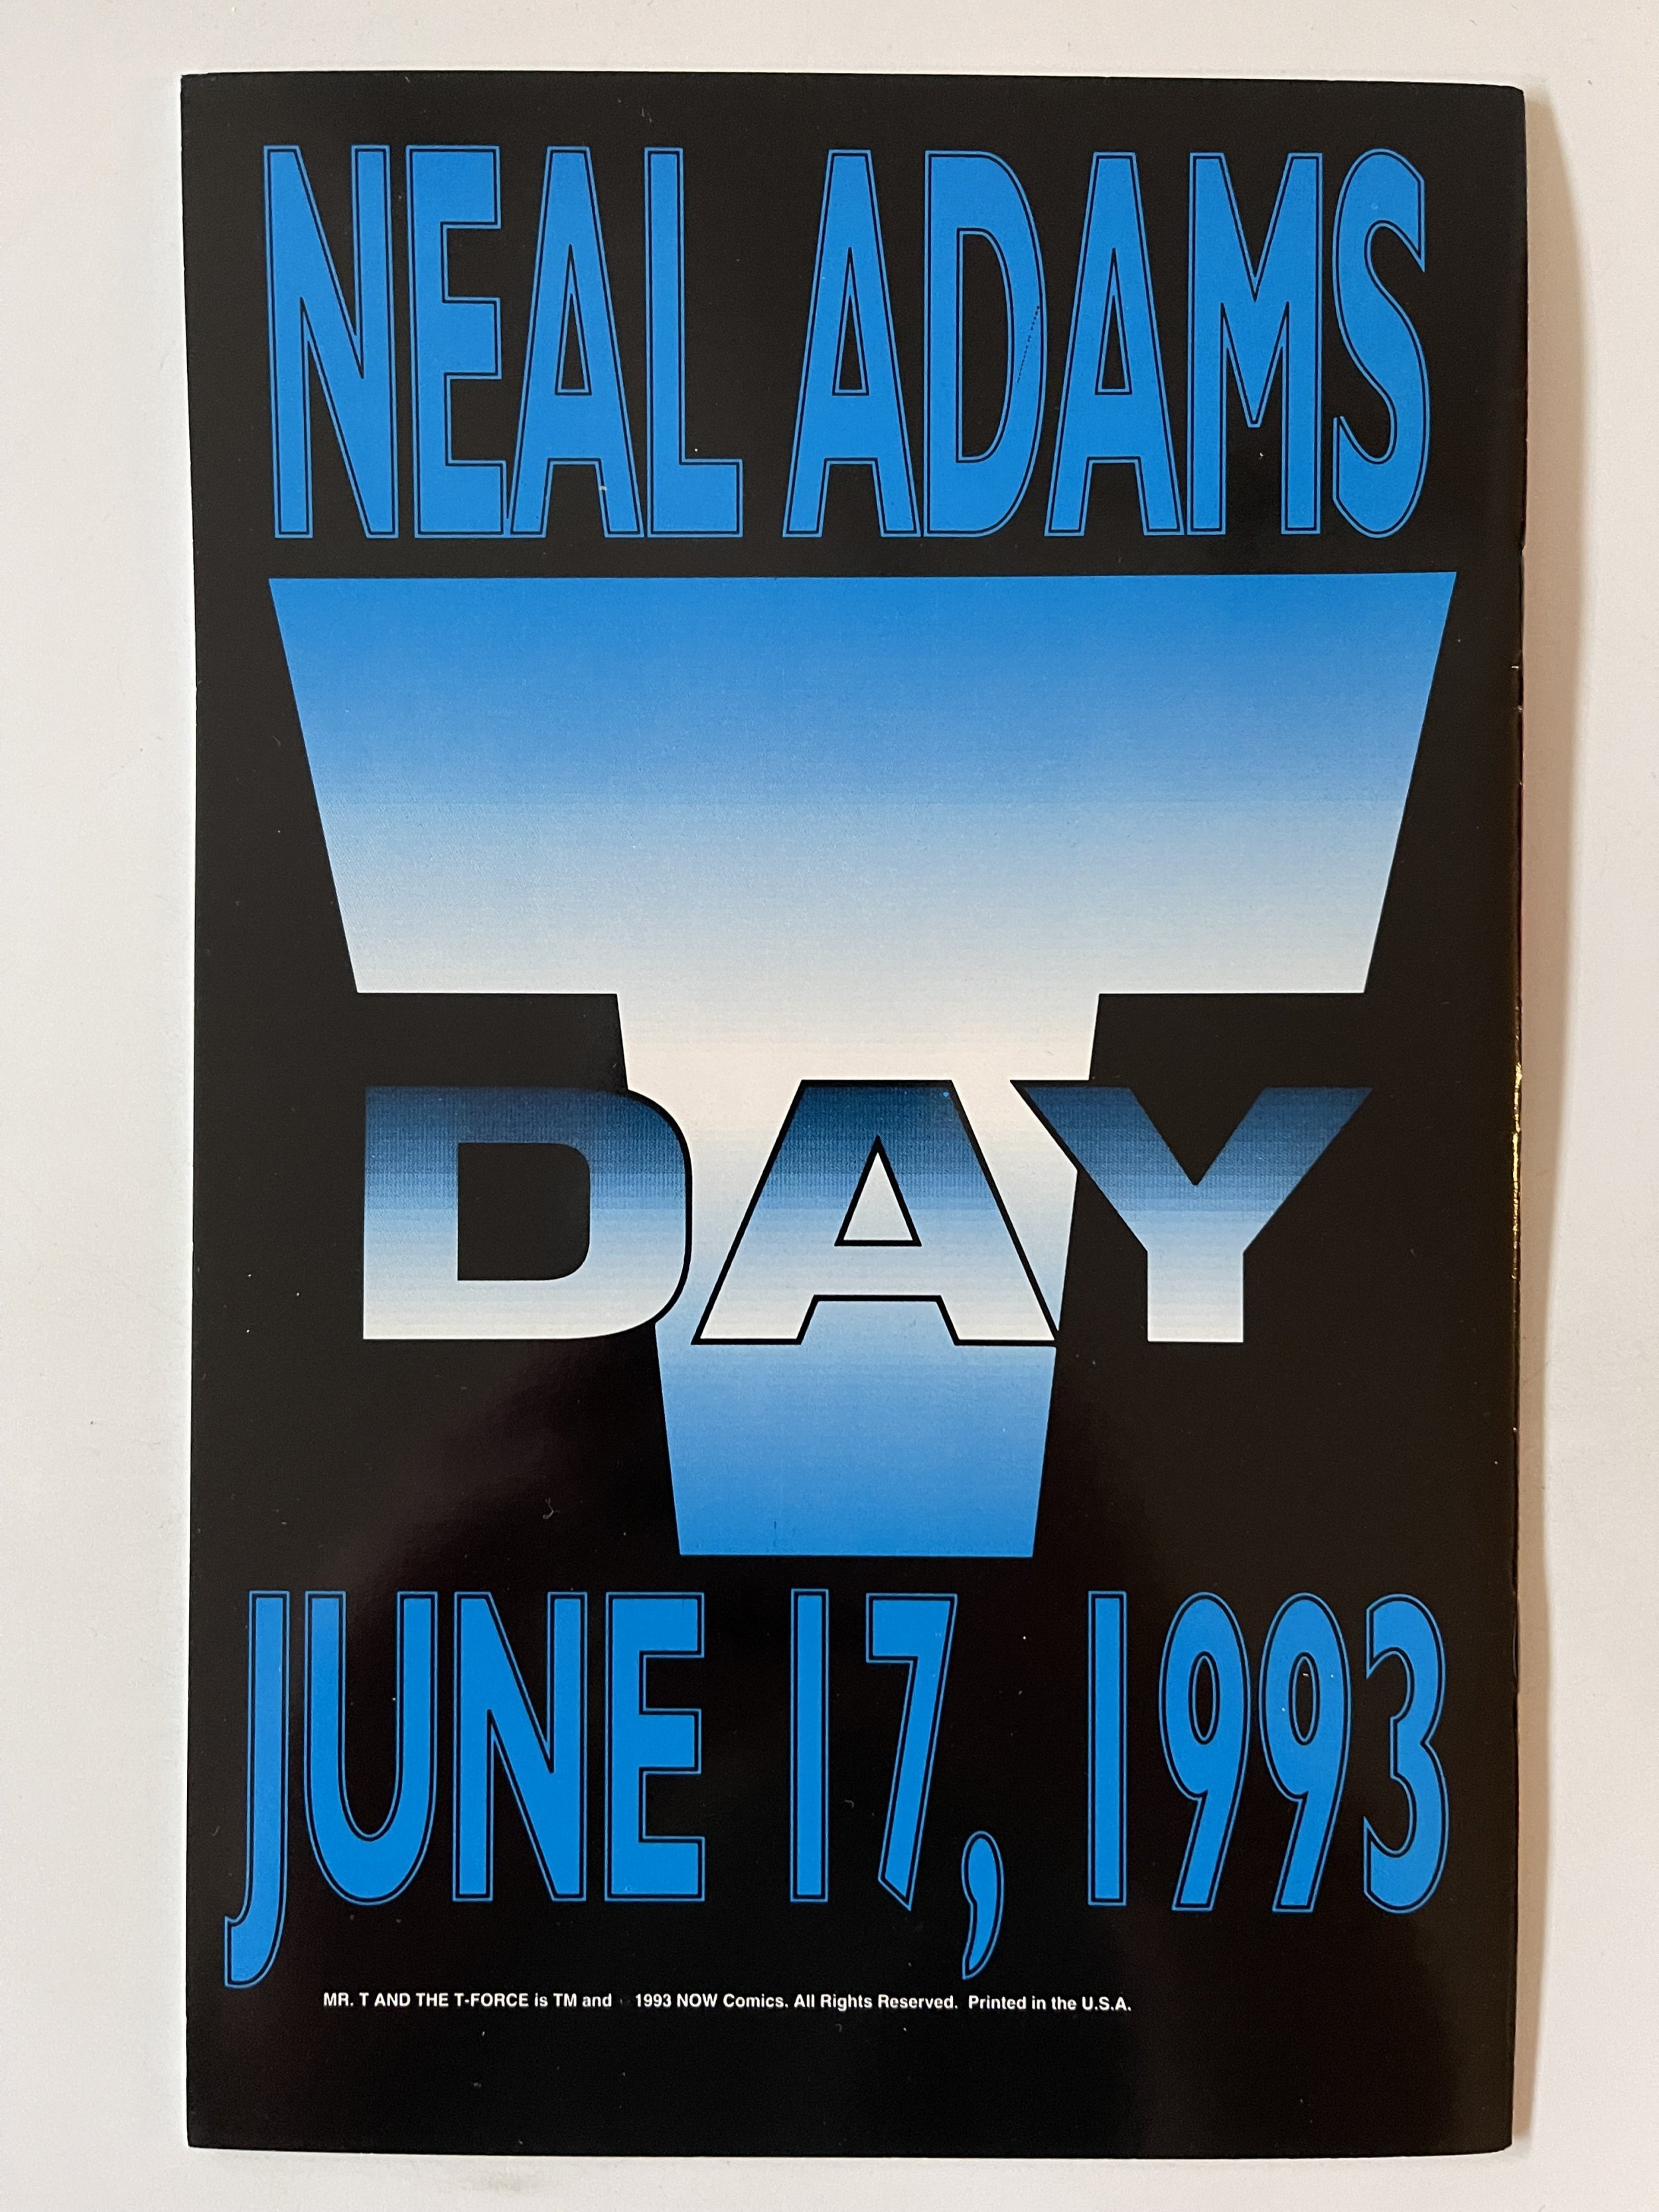 NEAL ADAMS
T
DAY
JUNE 17, 1993
MR. T AND THE T-FORCE is TM and 1993 NOW Comics. All Rights Reserved. Printed in the U.S.A.